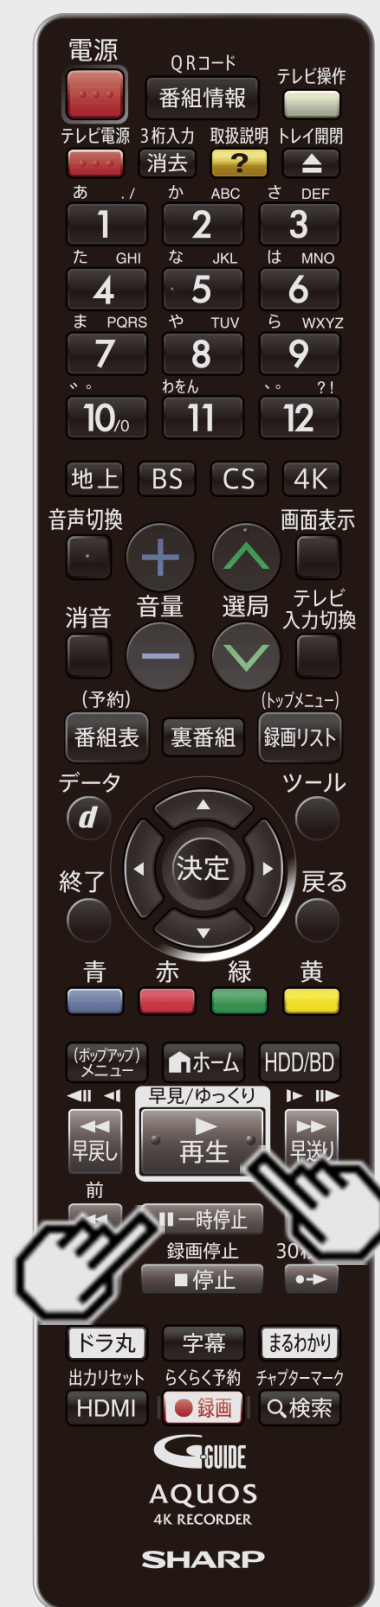 電源
QRコード
番組情報
テレビ操作
テレビ電源 3桁入力 取扱説明 トレイ開閉
消去 ?
あ ./ か ABC さ DEF
1 2 3
た GHI な JKL は MNO
4 5 6
ま PQRS や TUV ら WXYZ
7 8 9
゛゜ わをん 、。 ?!
10/0 11 12
地上 BS CS 4K
音声切換 画面表示
+
消音 音量 選局 テレビ入力切換
−
(予約) (トップメニュー)
番組表 裏番組 録画リスト
データ ツール
d
決定
終了 戻る
青 赤 緑 黄
(ポップアップ)
メニュー ホーム HDD/BD
早見/ゆっくり
早戻し 再生 早送り
前
一時停止
録画停止 30
停止
ドラ丸 字幕 まるわかり
出力リセット らくらく予約 チャプターマーク
HDMI 録画 検索
G-GUIDE
AQUOS
4K RECORDER
SHARP